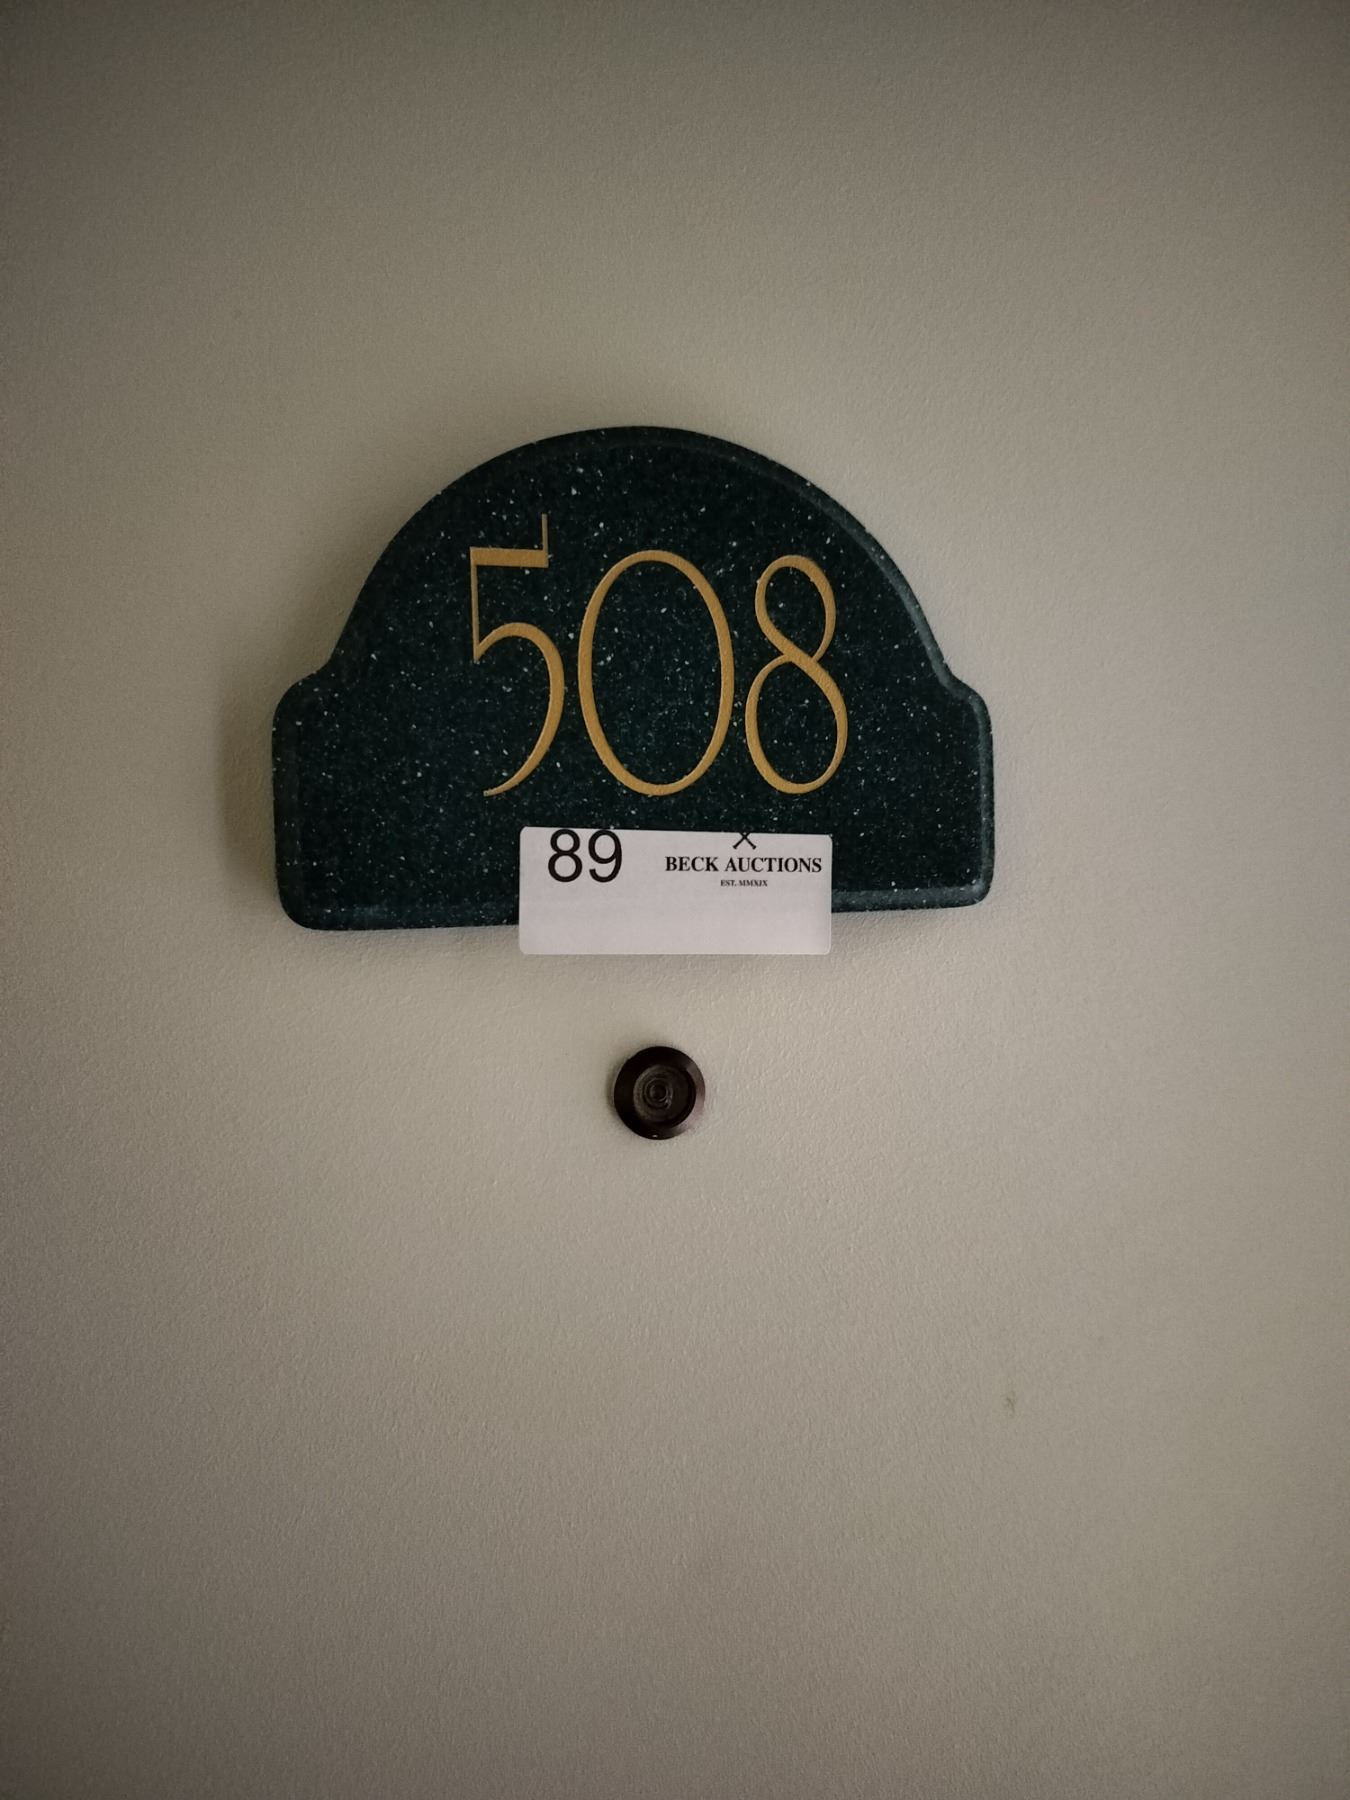 508
89
BECK AUCTIONS
EST. MMXIX